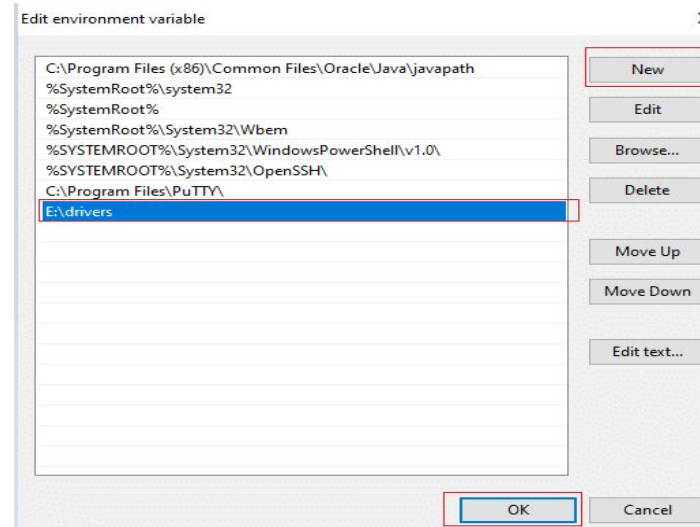 Edit environment variable
C:\Program Files (x86)\Common Files\Oracle\Java\javapath
%SystemRoot%\system32
%SystemRoot%
%SystemRoot%\System32\Wbem
%SYSTEMROOT%\System32\WindowsPowerShell\v1.0\
%SYSTEMROOT%\System32\OpenSSH\
C:\Program Files\PuTTY\
E:\drivers
New
Edit
Browse...
Delete
Move Up
Move Down
Edit text...
OK
Cancel